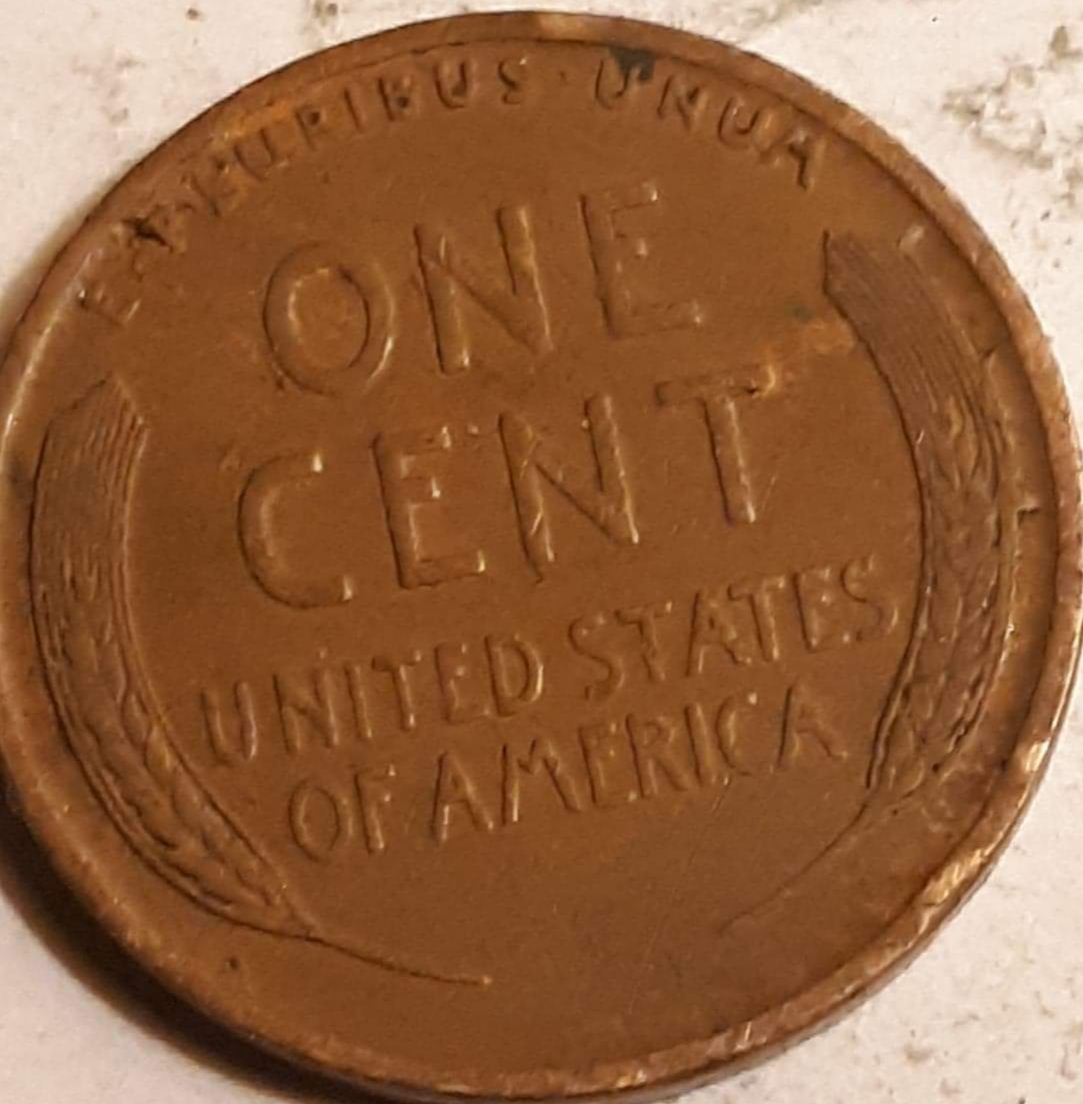 E·PLURIBUS·UNUM
ONE
CENT
UNITED STATES
OF AMERICA